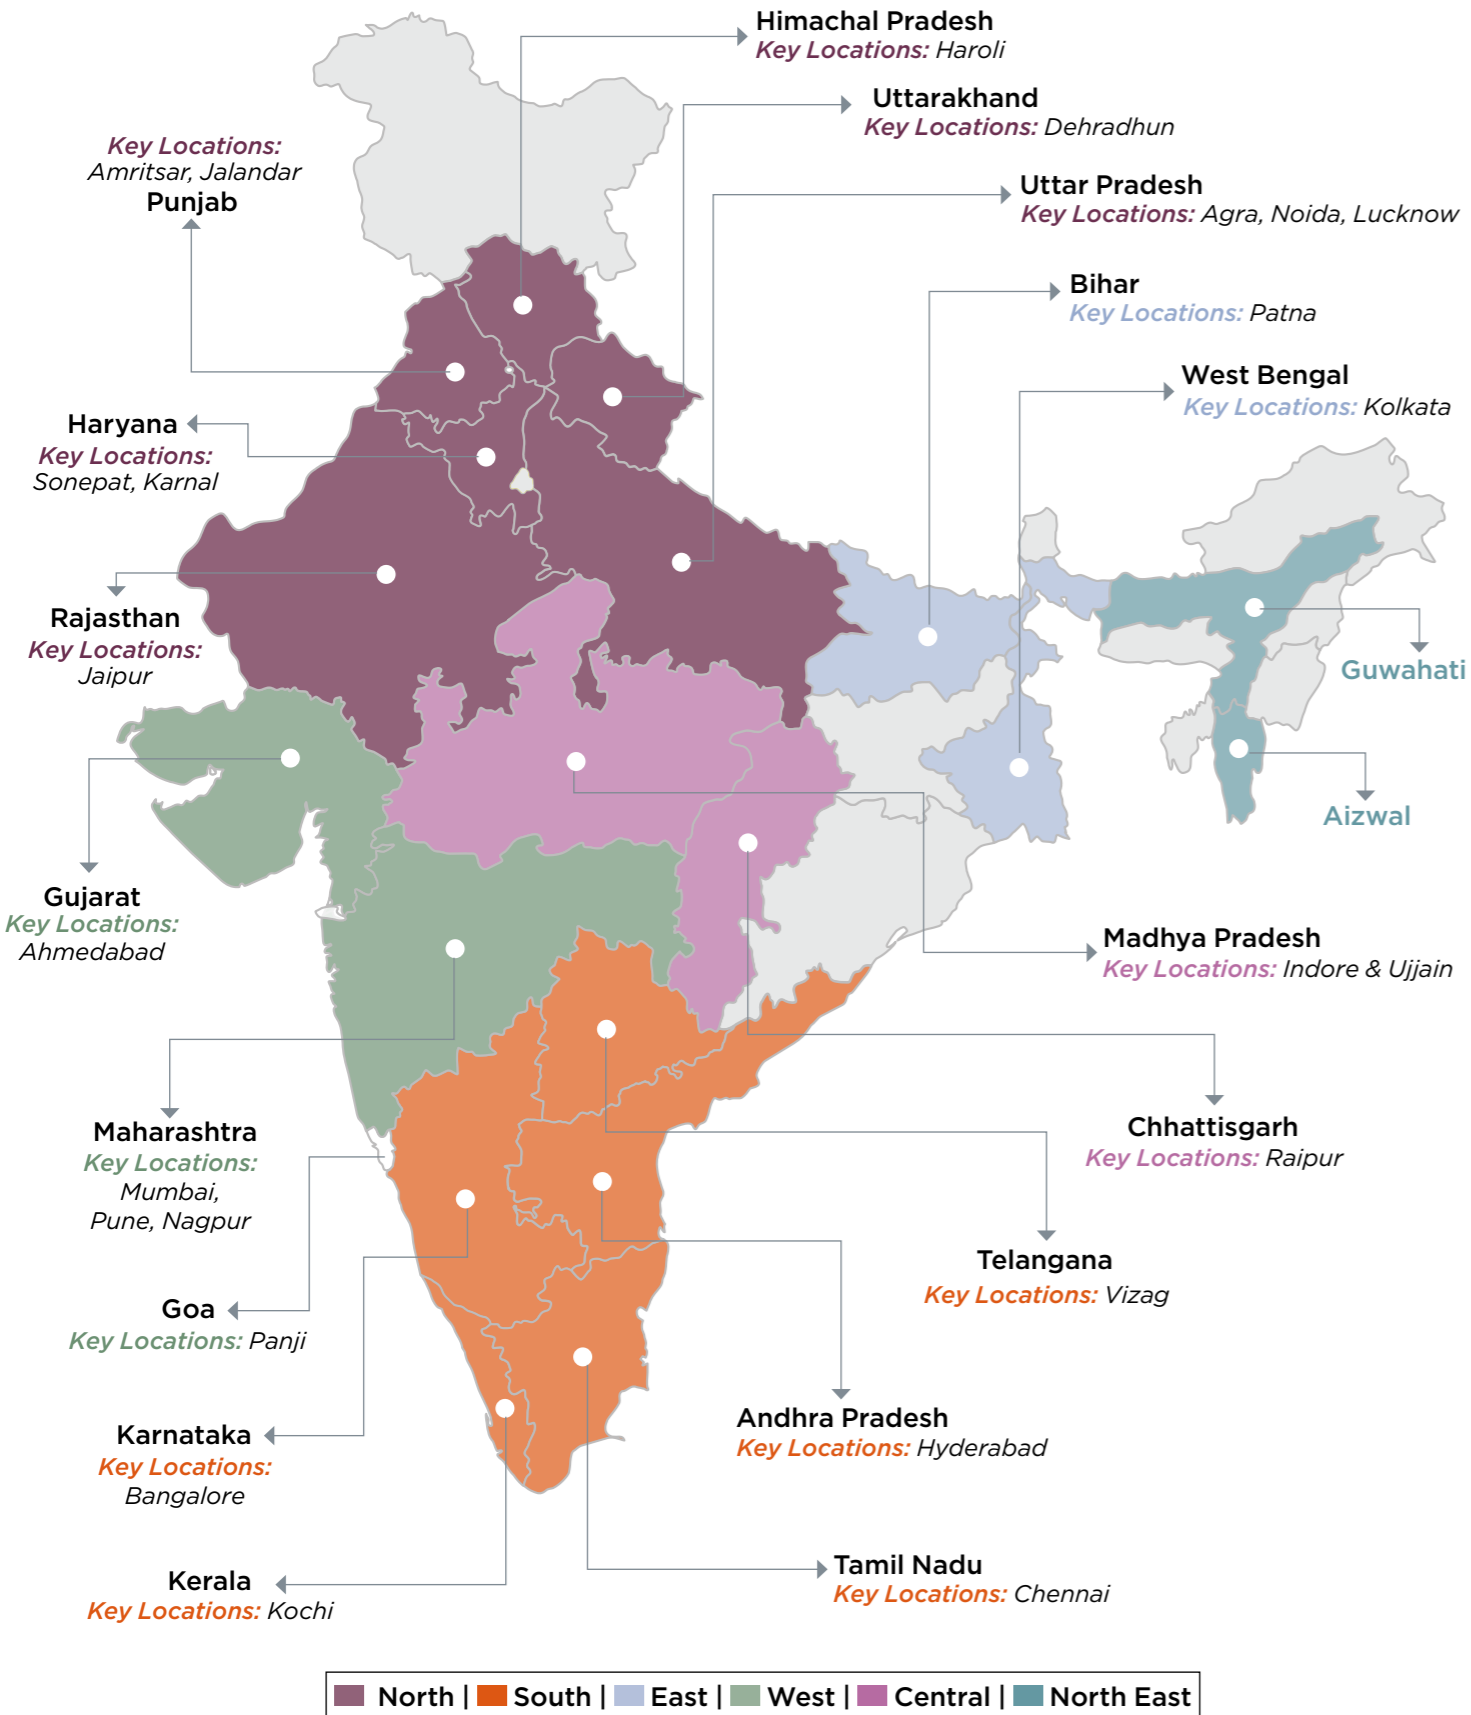 Himachal Pradesh
Key Locations: Haroli
Uttarakhand
Key Locations: Dehradhun
Key Locations:
Amritsar, Jalandar
Punjab
Uttar Pradesh
Key Locations: Agra, Noida, Lucknow
Bihar
Key Locations: Patna
West Bengal
Key Locations: Kolkata
Haryana
Key Locations:
Sonepat, Karnal
Rajasthan
Key Locations:
Jaipur
Guwahati
Aizwal
Gujarat
Key Locations:
Ahmedabad
Madhya Pradesh
Key Locations: Indore & Ujjain
Maharashtra
Key Locations:
Mumbai,
Pune, Nagpur
Chhattisgarh
Key Locations: Raipur
Telangana
Key Locations: Vizag
Goa
Key Locations: Panji
Andhra Pradesh
Key Locations: Hyderabad
Karnataka
Key Locations:
Bangalore
Tamil Nadu
Key Locations: Chennai
Kerala
Key Locations: Kochi
North | South | East | West | Central | North East